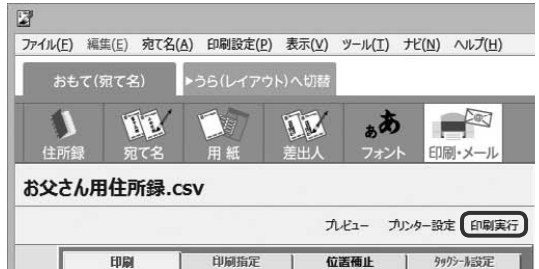 ファイル(F) 編集(E) 宛て名(A) 印刷設定(P) 表示(V) ツール(T) ナビ(N) ヘルプ(H)
おもて(宛て名) ▶うら(レイアウト)へ切替
住所録 宛て名 用紙 差出人 フォント 印刷・メール
お父さん用住所録.csv
プレビュー プリンター設定 印刷実行
印刷 印刷指定 位置補正 タックシール設定